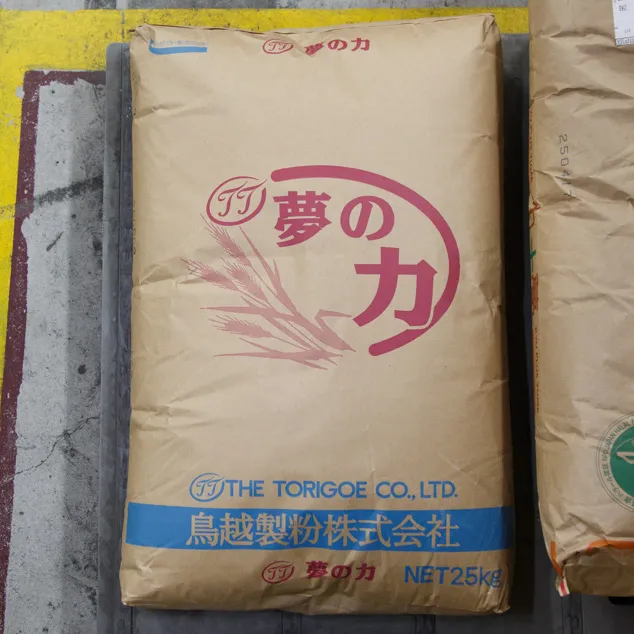 TT 夢の力
TT 夢の
力
TT THE TORIGOE CO., LTD.
鳥越製粉株式会社
TT 夢の力 NET25kg